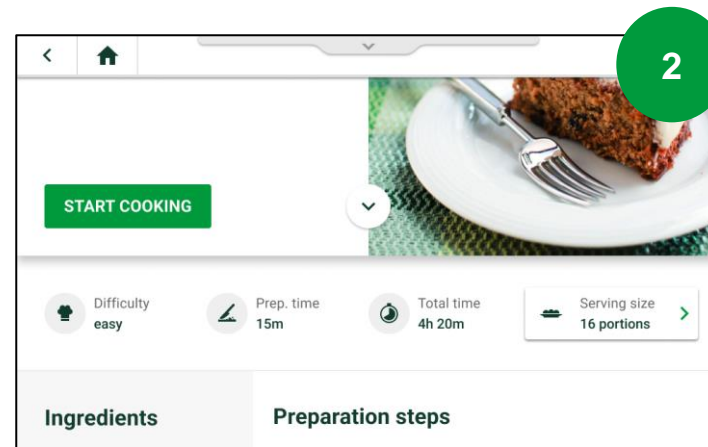 2
START COOKING
Difficulty
easy
Prep. time
15m
Total time
4h 20m
Serving size
16 portions
Ingredients
Preparation steps